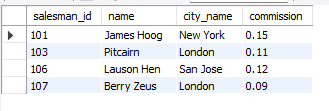 salesman_id name city_name commission
101 James Hoog New York 0.15
103 Pitcairn London 0.11
106 Lauson Hen San Jose 0.12
107 Berry Zeus London 0.09